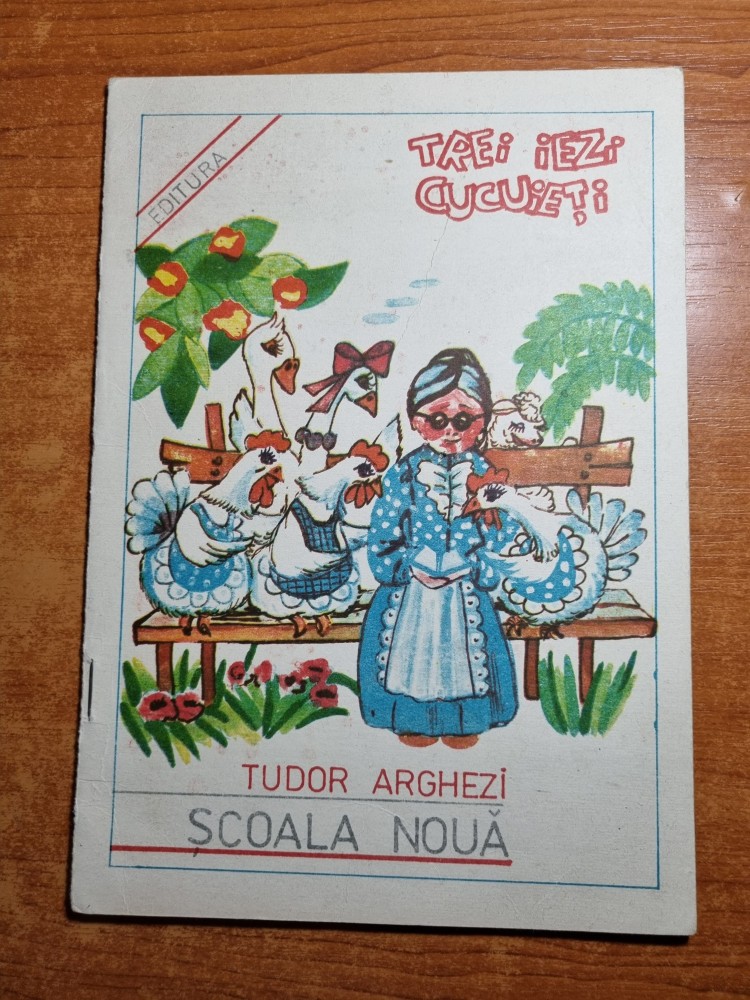 EDITURA
TREi iEZi
CUCUiEȚi
TUDOR ARGHEZi
ȘCOALA NOUĂ